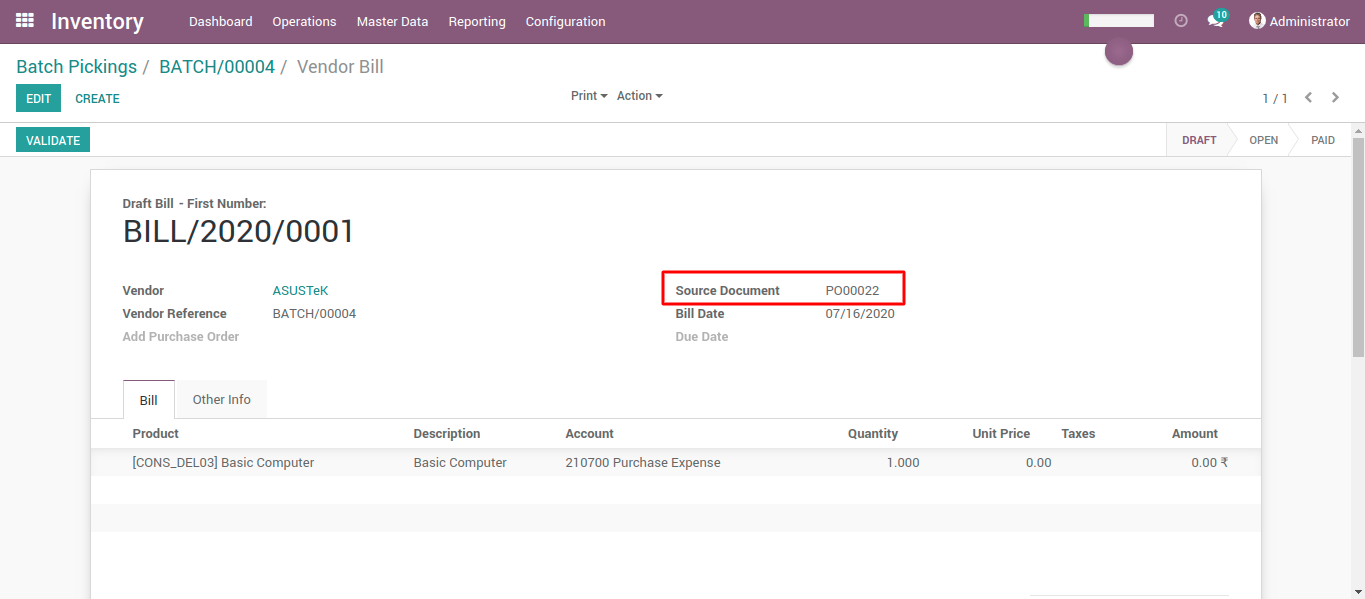 Inventory Dashboard Operations Master Data Reporting Configuration 10 Administrator
Batch Pickings / BATCH/00004 / Vendor Bill
EDIT CREATE Print Action 1 / 1
VALIDATE DRAFT OPEN PAID
Draft Bill - First Number:
BILL/2020/0001
Vendor ASUSTeK Source Document PO00022
Vendor Reference BATCH/00004 Bill Date 07/16/2020
Add Purchase Order Due Date
Bill Other Info
Product Description Account Quantity Unit Price Taxes Amount
[CONS_DEL03] Basic Computer Basic Computer 210700 Purchase Expense 1.000 0.00 0.00 ₹